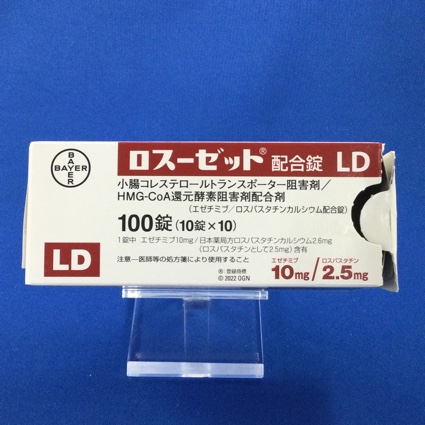 BAYER
BAYER
ロスーゼット® 配合錠 LD
小腸コレステロールトランスポーター阻害剤/
HMG-CoA還元酵素阻害剤配合剤
(エゼチミブ/ロスバスタチンカルシウム配合錠)
100錠(10錠×10)
1錠中 エゼチミブ10mg/日本薬局方ロスバスタチンカルシウム2.6mg
(ロスバスタチンとして2.5mg)含有
注意-医師等の処方箋により使用すること
LD
®登録商標
©2022 OGN
エゼチミブ ロスバスタチン
10mg/2.5mg